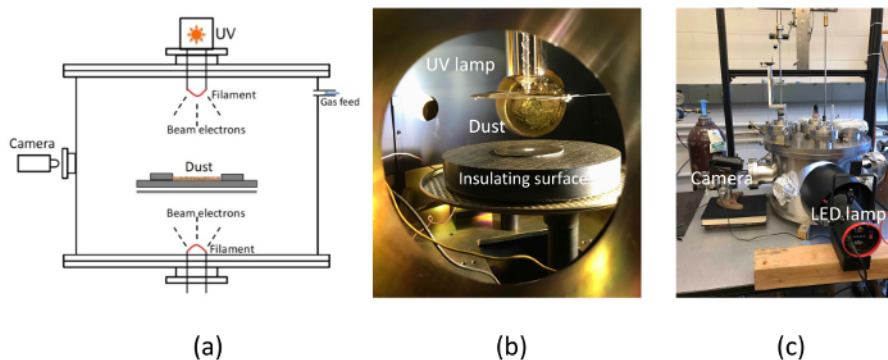 UV
Filament
Gas feed
Beam electrons
Camera
Dust
Beam electrons
Filament
UV lamp
Dust
Insulating surface
Camera
LED lamp
(a)
(b)
(c)